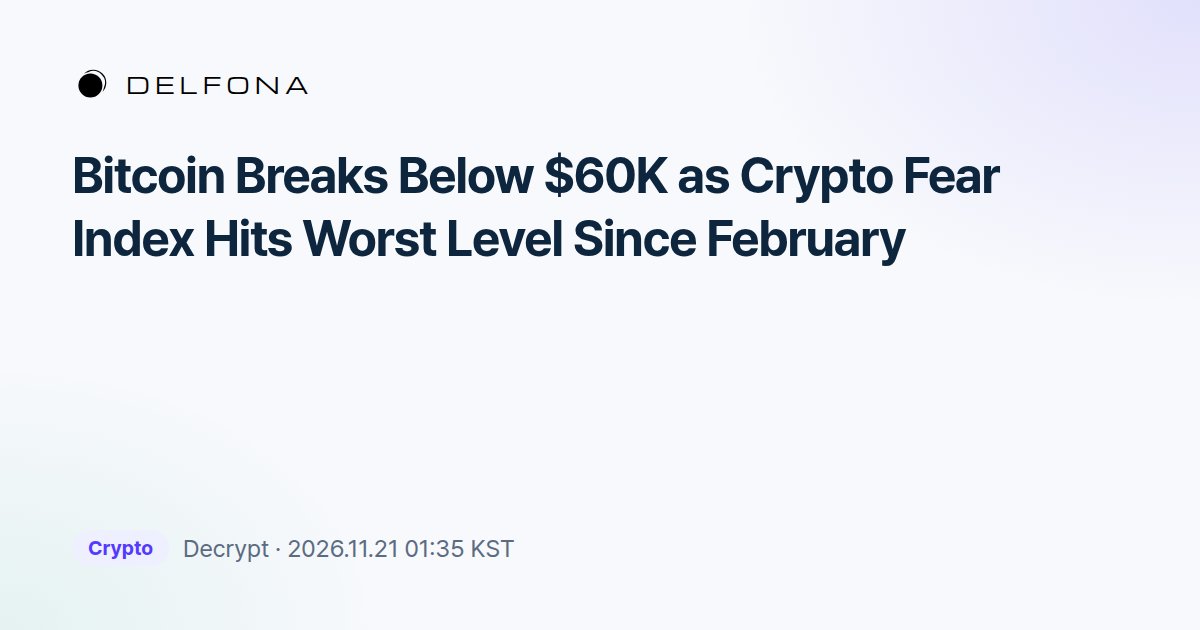 DELFONA
Bitcoin Breaks Below $60K as Crypto Fear
Index Hits Worst Level Since February
Crypto Decrypt · 2026.11.21 01:35 KST